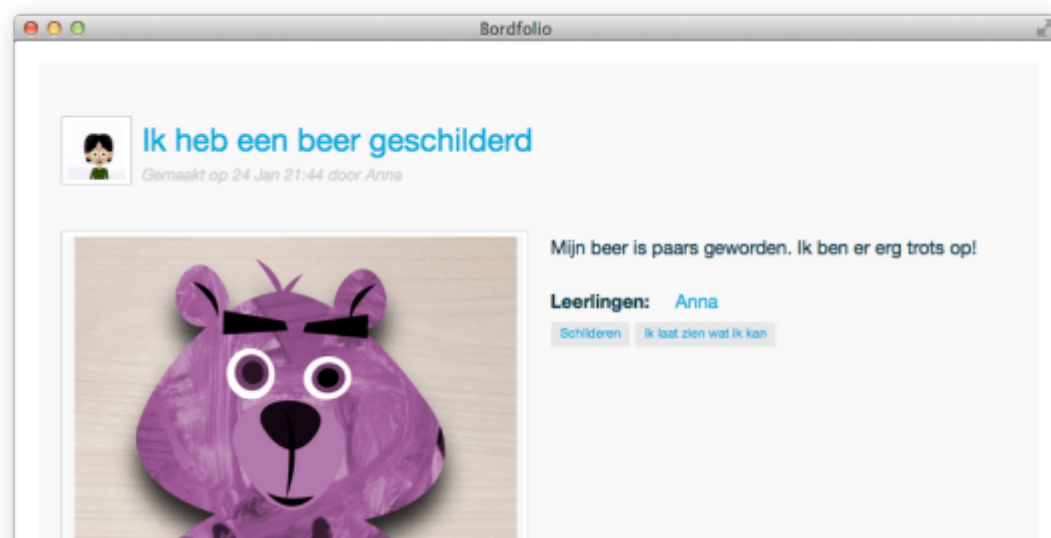 Bordfolio
Ik heb een beer geschilderd
Gemaakt op 24 Jan 21:44 door Anna
Mijn beer is paars geworden. Ik ben er erg trots op!
Leerlingen: Anna
Schilderen Ik laat zien wat ik kan